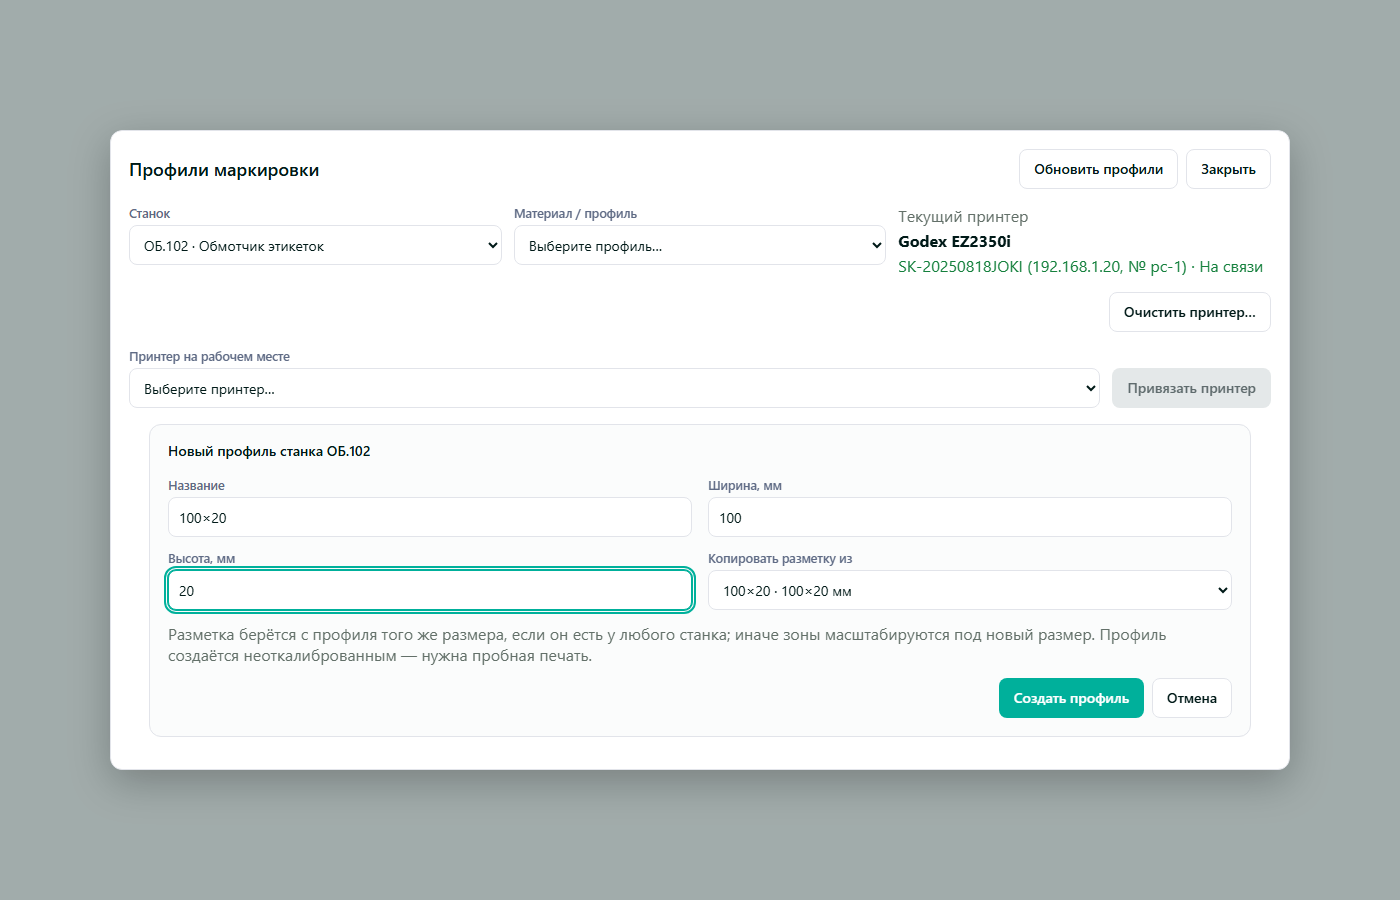 Профили маркировки
Обновить профили
Закрыть
Станок
ОБ.102 · Обмотчик этикеток
Материал / профиль
Выберите профиль...
Текущий принтер
Godex EZ2350i
SK-20250818JOKI (192.168.1.20, № pc-1) · На связи
Очистить принтер...
Принтер на рабочем месте
Выберите принтер...
Привязать принтер
Новый профиль станка ОБ.102
Название
100×20
Ширина, мм
100
Высота, мм
20
Копировать разметку из
100×20 · 100×20 мм
Разметка берётся с профиля того же размера, если он есть у любого станка; иначе зоны масштабируются под новый размер. Профиль
создаётся неоткалиброванным — нужна пробная печать.
Создать профиль
Отмена